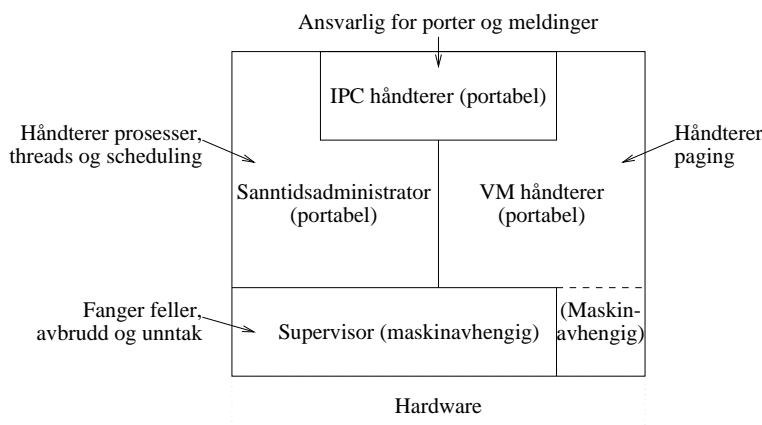 Ansvarlig for porter og meldinger
IPC håndterer (portabel)
Håndterer prosesser,
threads og scheduling
Håndterer
paging
Sanntidsadministrator
(portabel)
VM håndterer
(portabel)
Fanger feller,
avbrudd og unntak
Supervisor (maskinavhengig)
(Maskin-
avhengig)
Hardware